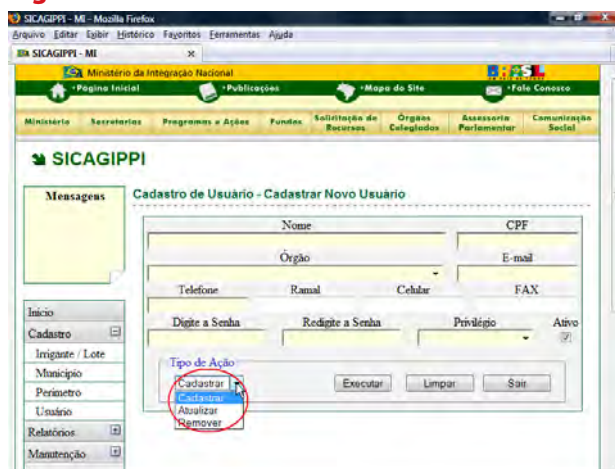 SICAGIPPI - MI - Mozilla Firefox
Arquivo Editar Exibir Histórico Favoritos Ferramentas Ajuda
SICAGIPPI - MI x
Ministério da Integração Nacional
Página Inicial Publicações Mapa do Site Fale Conosco
Ministério Secretarias Programas e Ações Fundos Solicitação de Recursos Órgãos Colegiados Assessoria Parlamentar Comunicação Social
SICAGIPPI
Mensagens
Cadastro de Usuário - Cadastrar Novo Usuário
Nome CPF
Órgão E-mail
Telefone Ramal Celular FAX
Digite a Senha Redigite a Senha Privilégio Ativo
Tipo de Ação
Cadastrar Executar Limpar Sair
Cadastrar
Atualizar
Remover
Início
Cadastro
Irrigante / Lote
Município
Perímetro
Usuário
Relatórios
Manutenção